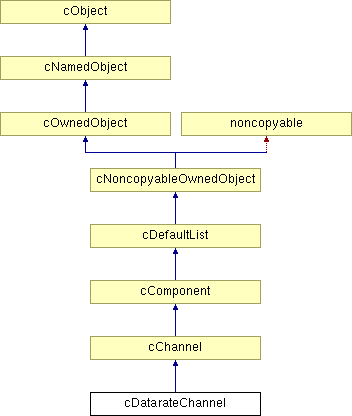 cObject
cNamedObject
cOwnedObject
noncopyable
cNoncopyableOwnedObject
cDefaultList
cComponent
cChannel
cDatarateChannel